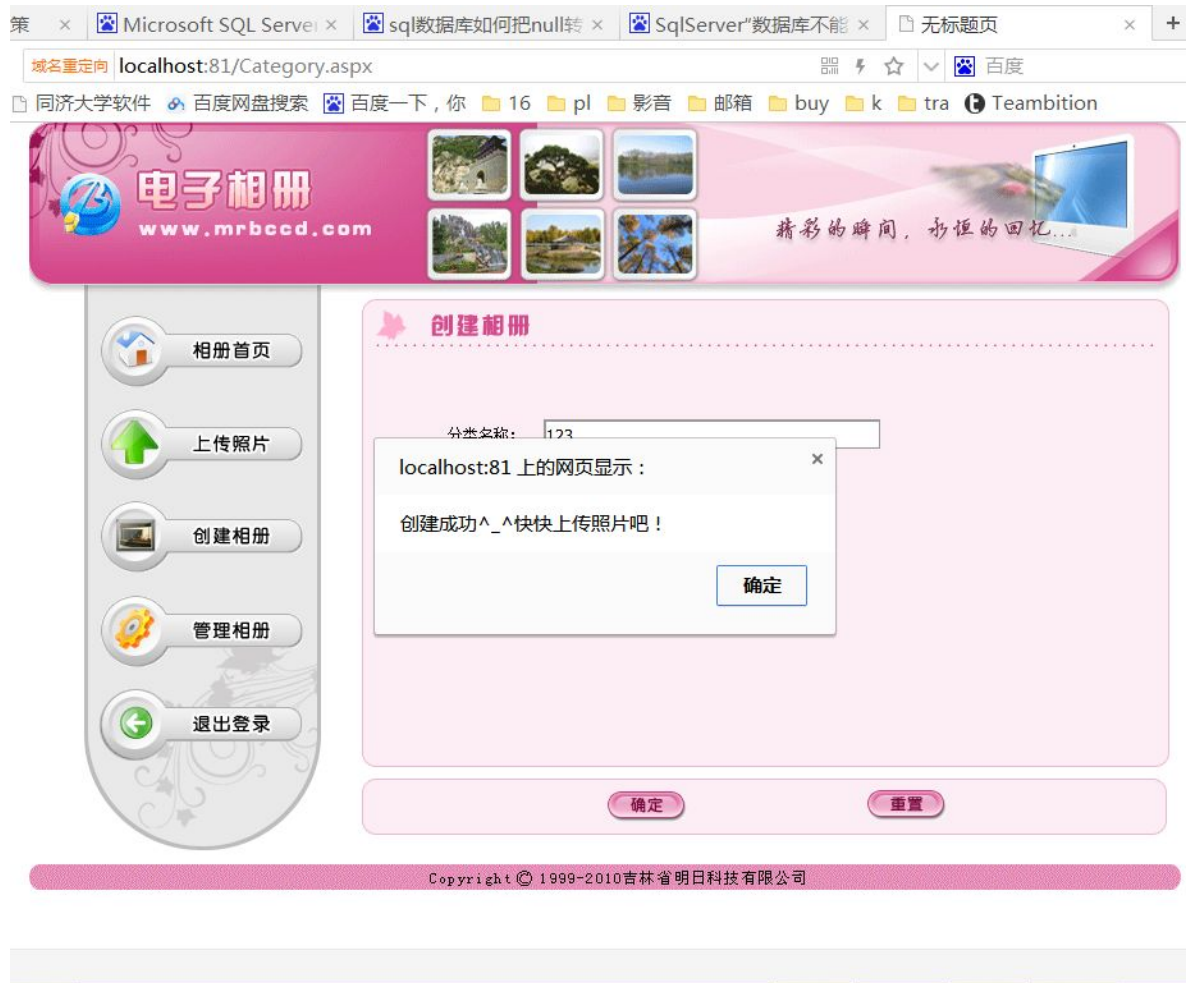 策
Microsoft SQL Server
sql数据库如何把null转
SqlServer"数据库不能
无标题页
域名重定向 localhost:81/Category.aspx
百度
同济大学软件 百度网盘搜索 百度一下，你 16 pl 影音 邮箱 buy k tra Teambition
电子相册
www.mrbccd.com
精彩的瞬间，永恒的回忆...
相册首页
上传照片
创建相册
管理相册
退出登录
创建相册
分类名称： 123
localhost:81 上的网页显示：
创建成功^_^快快上传照片吧！
确定
确定 重置
Copyright© 1999-2010吉林省明日科技有限公司